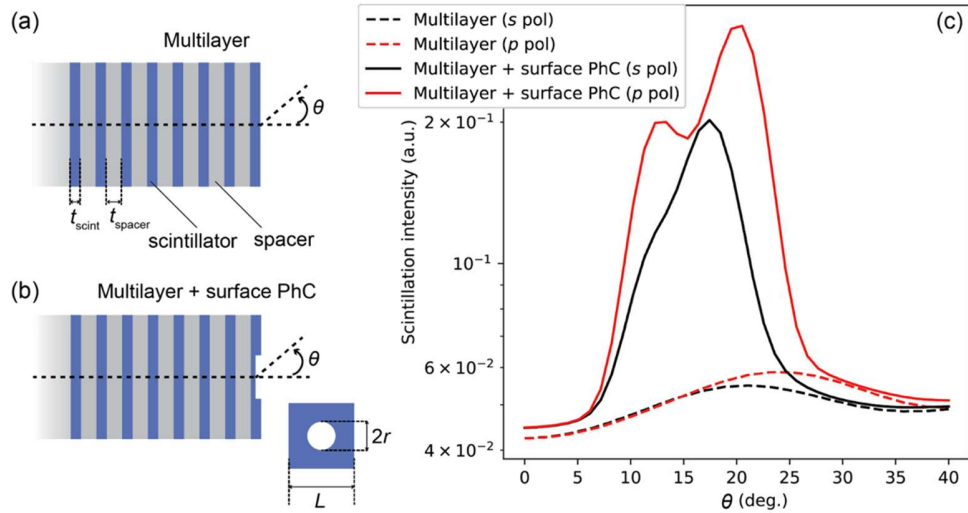 (a)
Multilayer
θ
t_scint
t_spacer
scintillator
spacer
(b)
Multilayer + surface PhC
θ
2r
L
(c)
Multilayer (s pol)
Multilayer (p pol)
Multilayer + surface PhC (s pol)
Multilayer + surface PhC (p pol)
Scintillation intensity (a.u.)
2 × 10⁻¹
10⁻¹
6 × 10⁻²
4 × 10⁻²
0 5 10 15 20 25 30 35 40
θ (deg.)